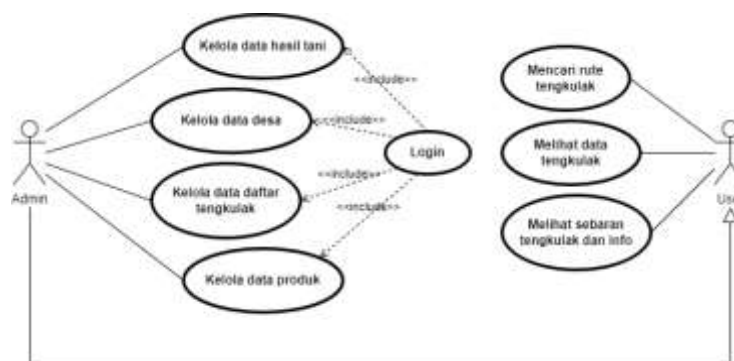 Kelola data hasil tani
<<include>>
Mencari rute
tengkulak
Kelola data desa
<<include>>
Login
Melihat data
tengkulak
Admin
<<include>>
Kelola data daftar
tengkulak
<<include>>
Use
Melihat sebaran
tengkulak dan info
Kelola data produk